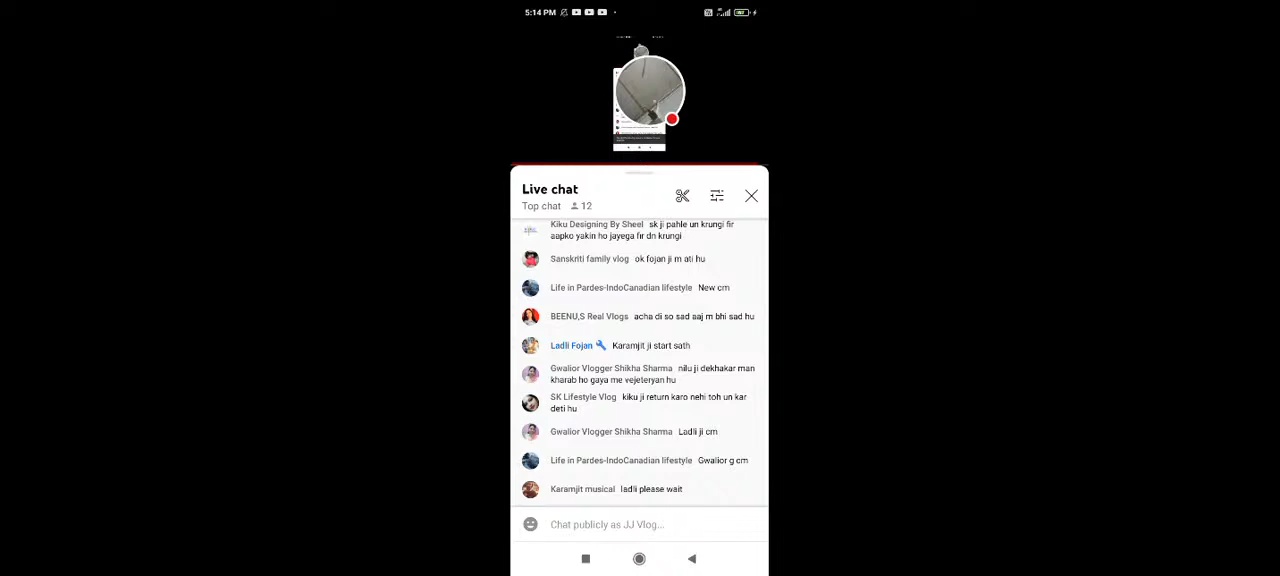 5:14 PM
Live chat
Top chat 12
Kiku Designing By Sheel sk ji pahle un krungi fir
aapko yakin ho jayega fir dn krungi
Sanskriti family vlog ok fojan ji m ati hu
Life in Pardes-IndoCanadian lifestyle New cm
BEENU,S Real Vlogs acha di so sad aaj m bhi sad hu
Ladli Fojan Karamjit ji start sath
Gwalior Vlogger Shikha Sharma nilu ji dekhakar man
kharab ho gaya me vejeteryan hu
SK Lifestyle Vlog kiku ji return karo nehi toh un kar
deti hu
Gwalior Vlogger Shikha Sharma Ladli ji cm
Life in Pardes-IndoCanadian lifestyle Gwalior g cm
Karamjit musical ladli please wait
Chat publicly as JJ Vlog...